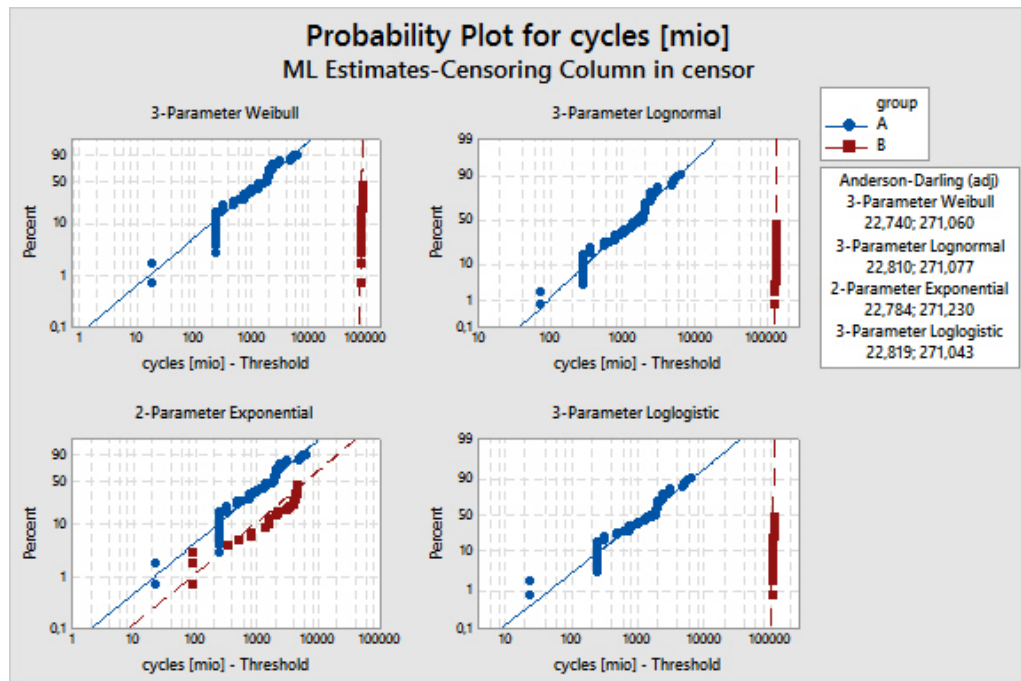 Probability Plot for cycles [mio]
ML Estimates-Censoring Column in censor
3-Parameter Weibull
Percent
90
50
10
1
0,1
1 10 100 1000 10000 100000
cycles [mio] - Threshold
3-Parameter Lognormal
Percent
99
90
50
10
1
0,1
10 100 1000 10000 100000
cycles [mio] - Threshold
group
A
B
Anderson-Darling (adj)
3-Parameter Weibull
22,740; 271,060
3-Parameter Lognormal
22,810; 271,077
2-Parameter Exponential
22,784; 271,230
3-Parameter Loglogistic
22,819; 271,043
2-Parameter Exponential
Percent
90
50
10
1
0,1
1 10 100 1000 10000 100000
cycles [mio] - Threshold
3-Parameter Loglogistic
Percent
99
90
50
10
1
0,1
10 100 1000 10000 100000
cycles [mio] - Threshold